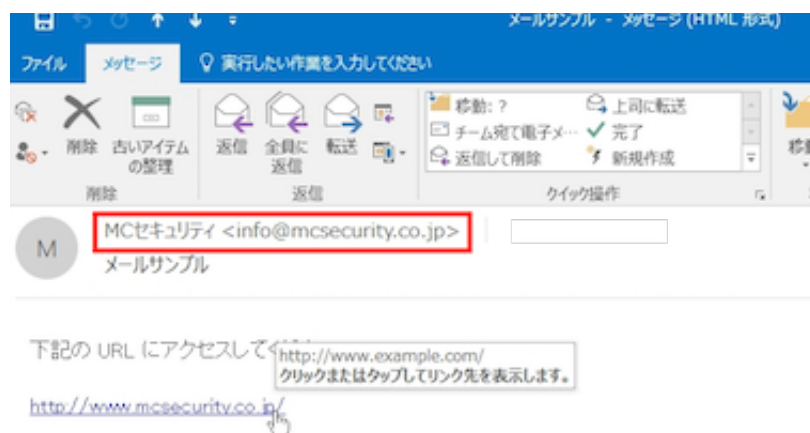 メールサンプル - メッセージ (HTML 形式)
ファイル メッセージ 実行したい作業を入力してください
移動: ? 上司に転送
削除 古いアイテム の整理 返信 全員に 返信 転送 チーム宛て電子メ… 完了
返信して削除 新規作成
削除 返信 クイック操作
MCセキュリティ <info@mcsecurity.co.jp>
M
メールサンプル
下記の URL にアクセスして
http://www.example.com/
クリックまたはタップしてリンク先を表示します。
http://www.mcsecurity.co.jp/